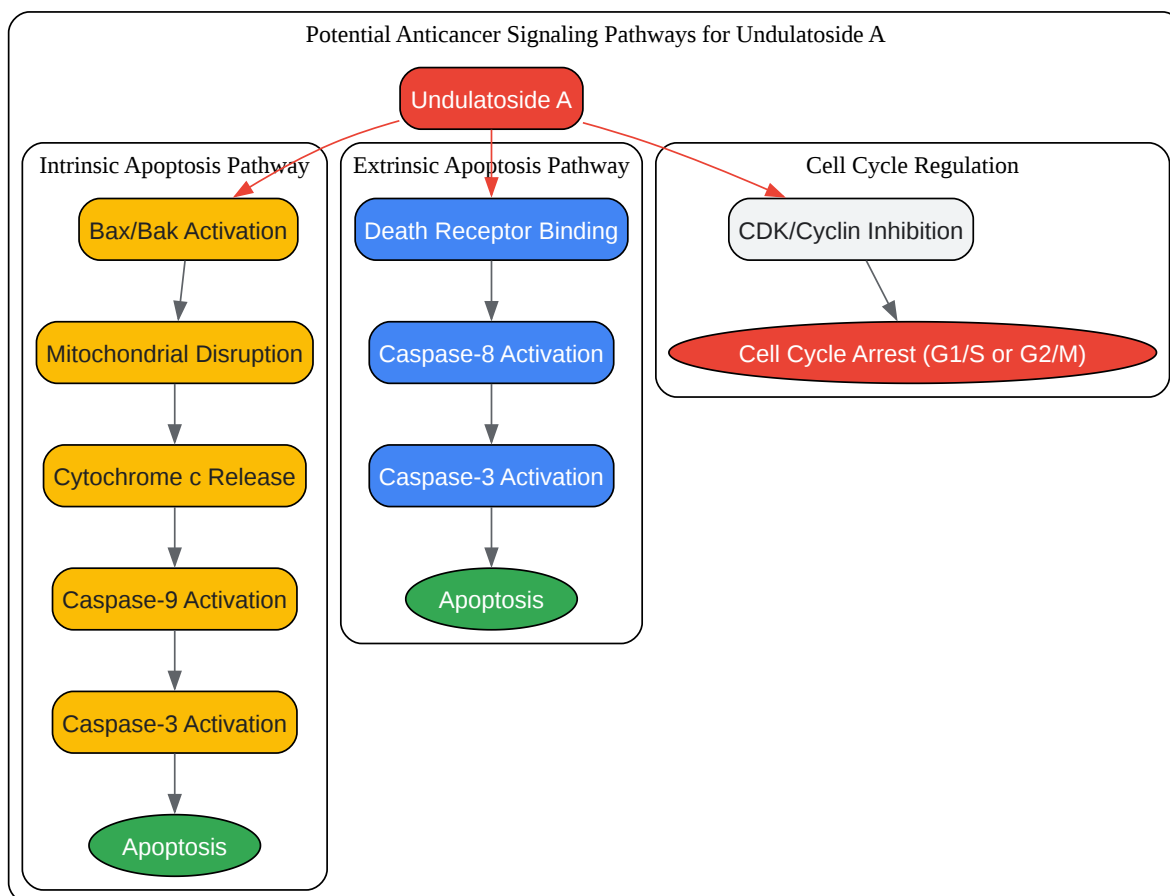 Potential Anticancer Signaling Pathways for Undulatoside A
Undulatoside A
Intrinsic Apoptosis Pathway
Bax/Bak Activation
Mitochondrial Disruption
Cytochrome c Release
Caspase-9 Activation
Caspase-3 Activation
Apoptosis
Extrinsic Apoptosis Pathway
Death Receptor Binding
Caspase-8 Activation
Caspase-3 Activation
Apoptosis
Cell Cycle Regulation
CDK/Cyclin Inhibition
Cell Cycle Arrest (G1/S or G2/M)